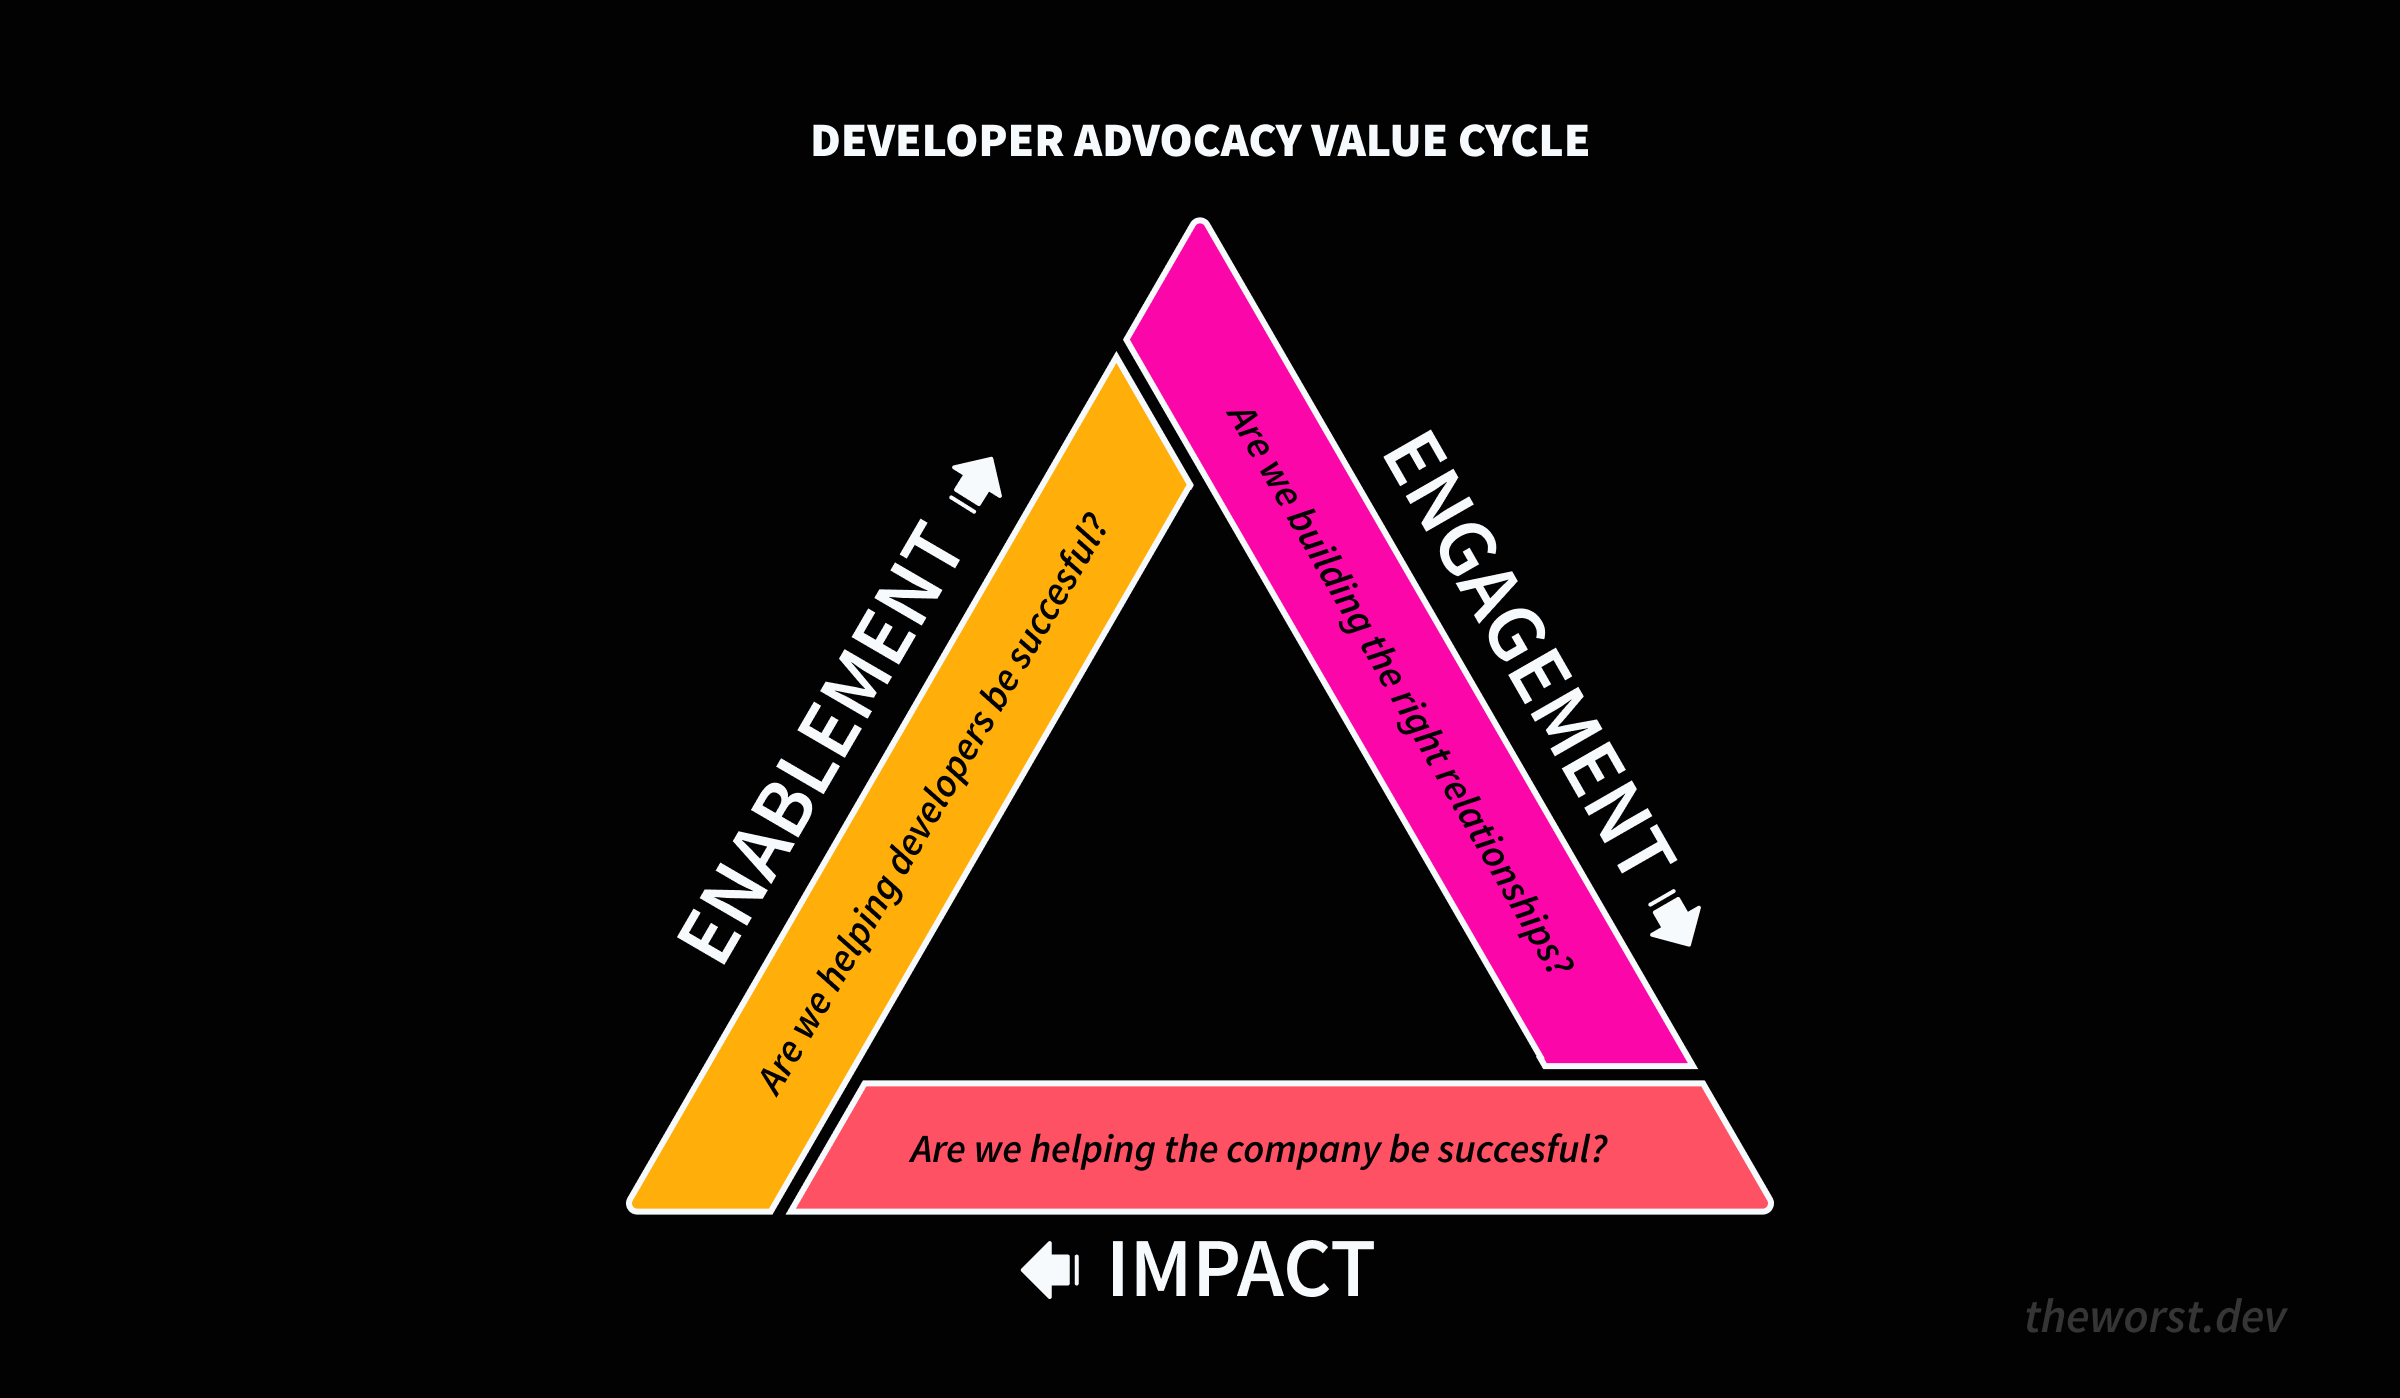 DEVELOPER ADVOCACY VALUE CYCLE
ENABLEMENT
Are we helping developers be succesful?
ENGAGEMENT
Are we building the right relationships?
Are we helping the company be succesful?
IMPACT
theworst.dev